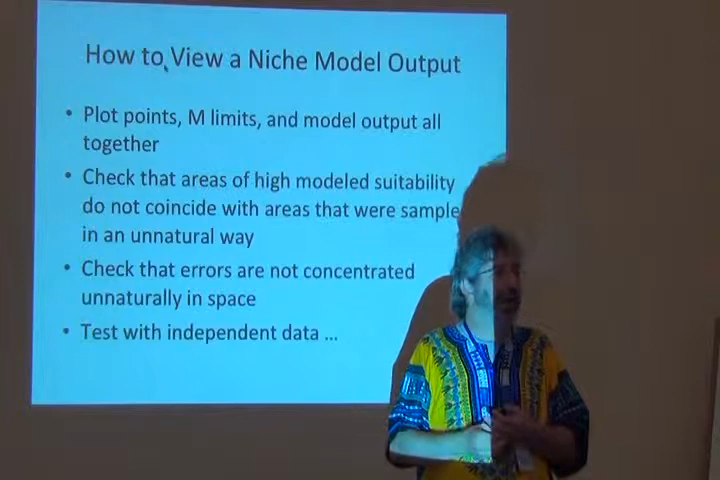 How to View a Niche Model Output
• Plot points, M limits, and model output all
together
• Check that areas of high modeled suitability
do not coincide with areas that were sample
in an unnatural way
• Check that errors are not concentrated
unnaturally in space
• Test with independent data ...